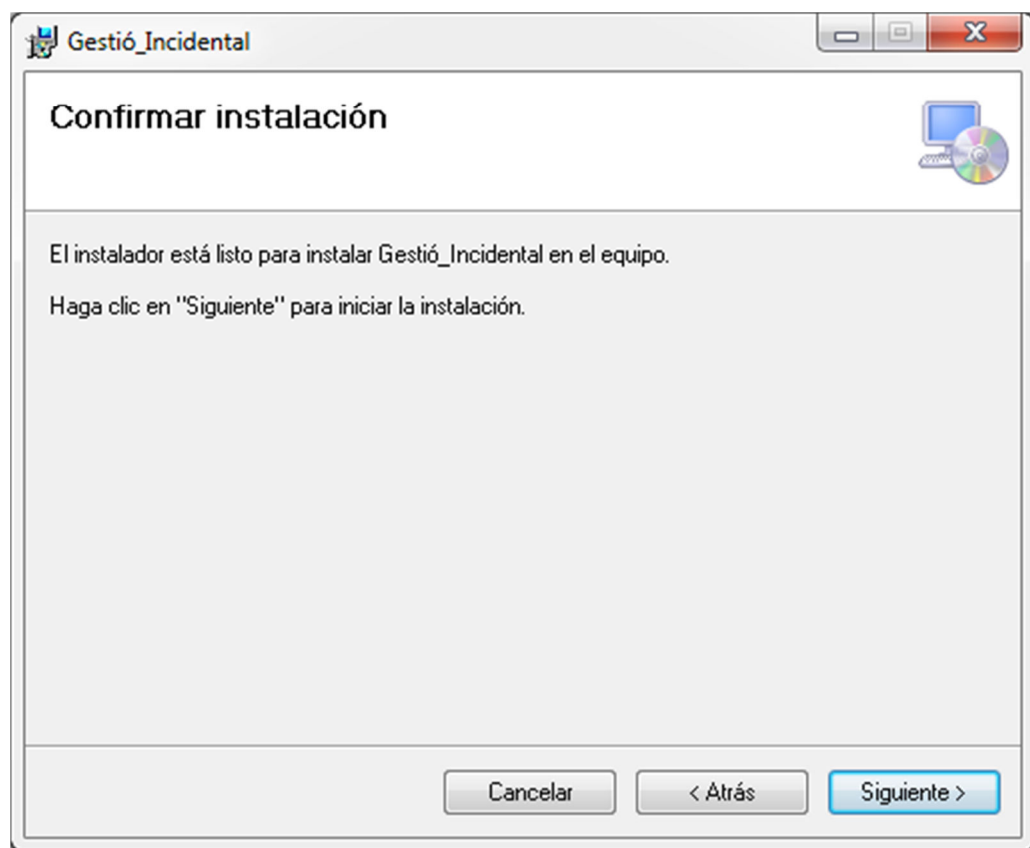 Gestió_Incidental
Confirmar instalación
El instalador está listo para instalar Gestió_Incidental en el equipo.
Haga clic en "Siguiente" para iniciar la instalación.
Cancelar
< Atrás
Siguiente >